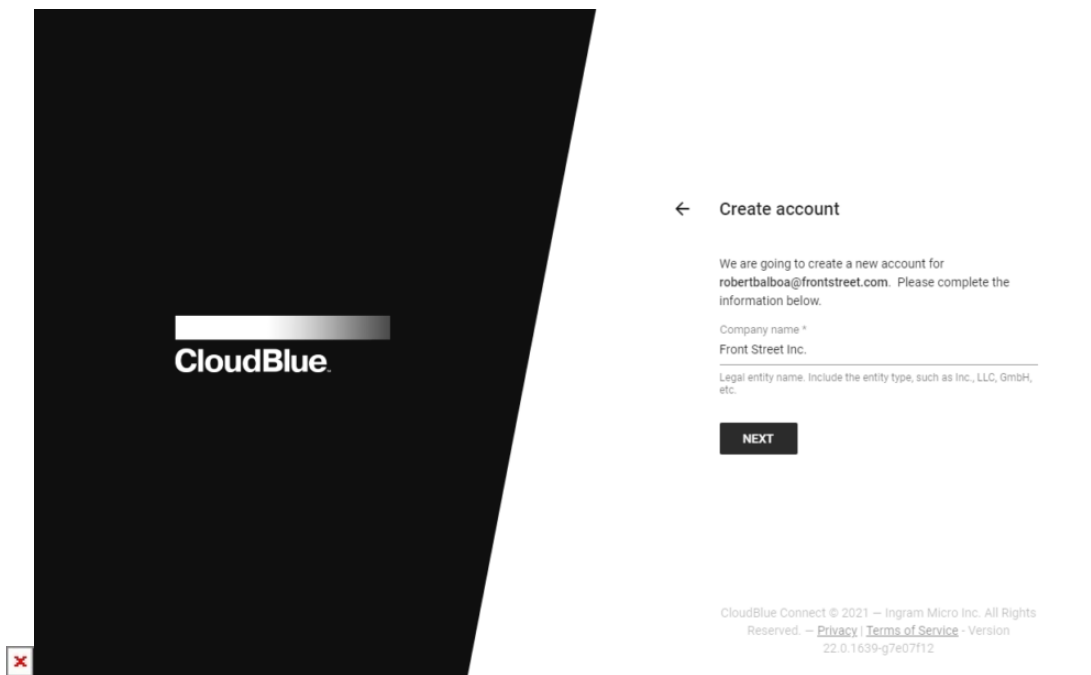 CloudBlue
Create account
We are going to create a new account for
robertbalboa@frontstreet.com. Please complete the
information below.
Company name *
Front Street Inc.
Legal entity name. Include the entity type, such as Inc., LLC, GmbH,
etc.
NEXT
CloudBlue Connect © 2021 — Ingram Micro Inc. All Rights
Reserved. — Privacy | Terms of Service - Version
22.0.1639-g7e07f12